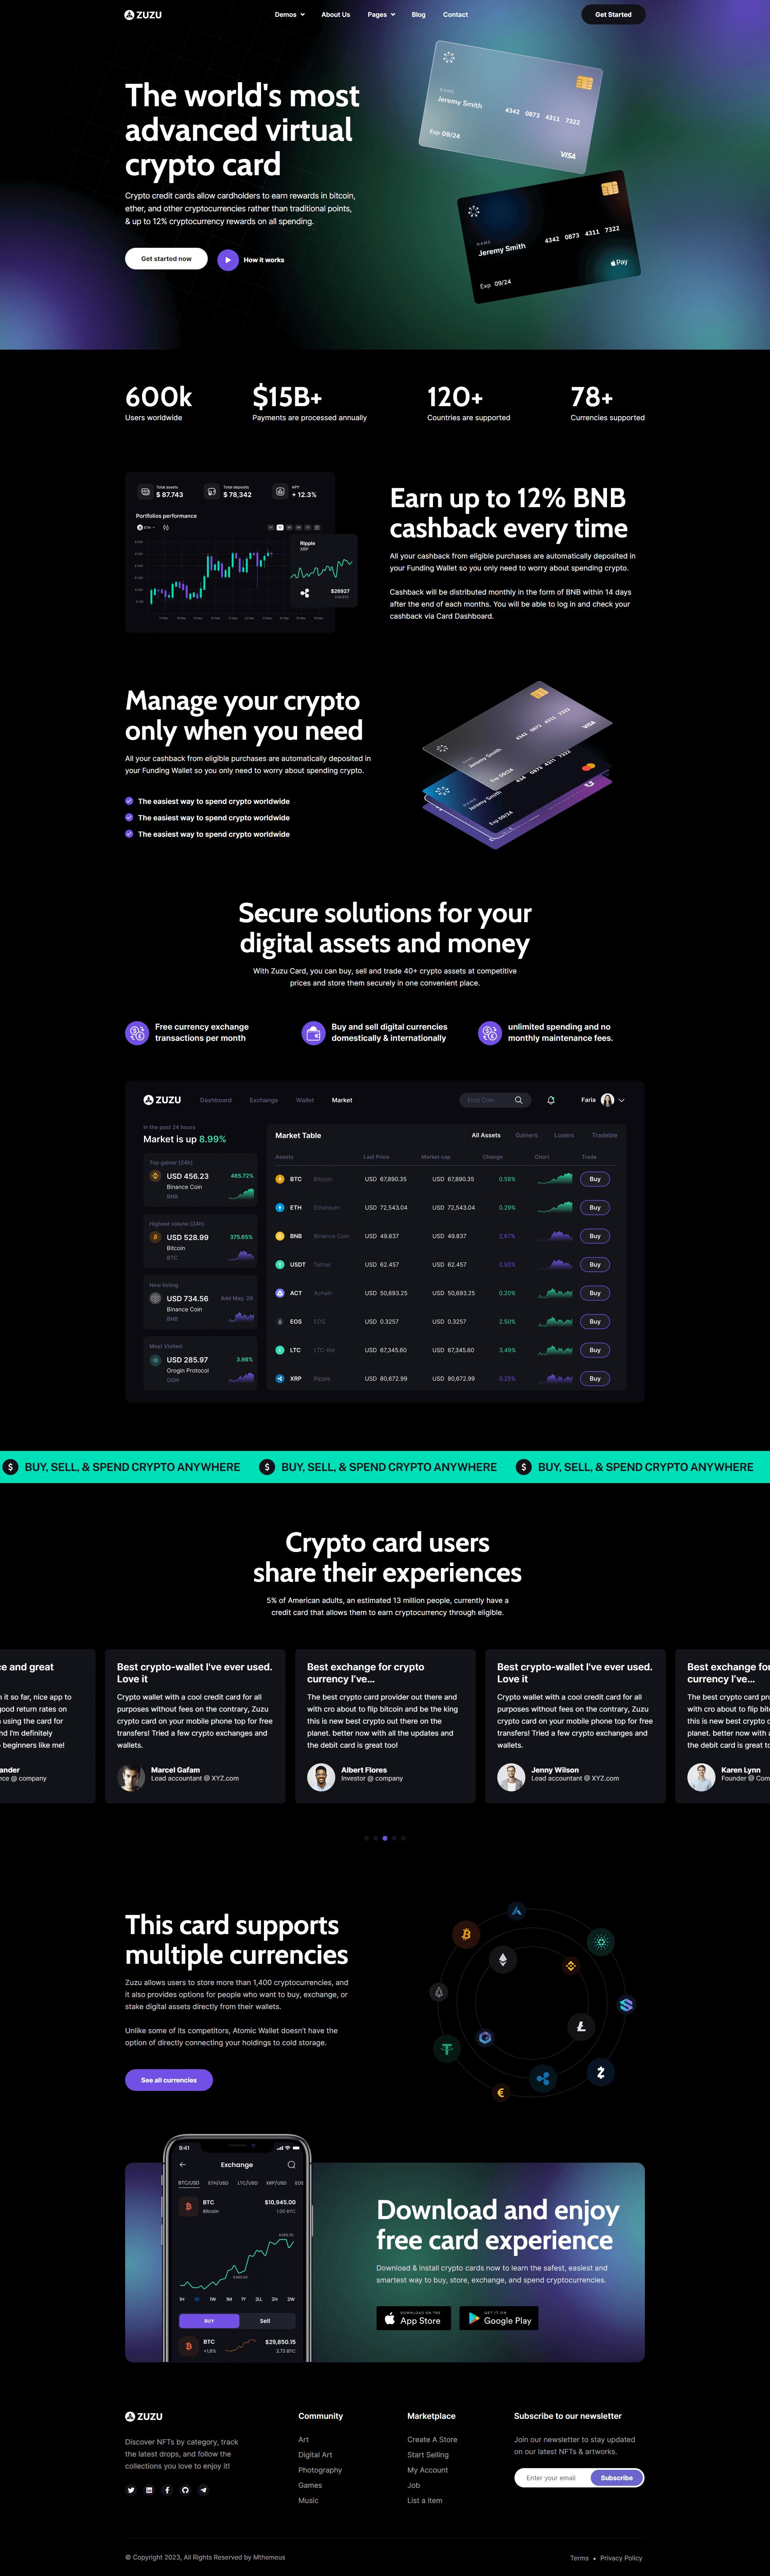 ZUZU
Demos
About Us
Pages
Blog
Contact
Get Started
The world's most
advanced virtual
crypto card
Crypto credit cards allow cardholders to earn rewards in bitcoin,
ether, and other cryptocurrencies rather than traditional points,
& up to 12% cryptocurrency rewards on all spending.
Get started now
How it works
NAME
Jeremy Smith
4342 0873 4311 7322
Exp 09/24
VISA
NAME
Jeremy Smith
4342 0873 4311 7322
Exp 09/24
Pay
600k
Users worldwide
$15B+
Payments are processed annually
120+
Countries are supported
78+
Currencies supported
Total assets
$ 87.743
Total deposits
$ 78,342
APY
+ 12.3%
Portfolios performance
ETH
Ripple
XRP
$26927
Earn up to 12% BNB
cashback every time
All your cashback from eligible purchases are automatically deposited in
your Funding Wallet so you only need to worry about spending crypto.
Cashback will be distributed monthly in the form of BNB within 14 days
after the end of each months. You will be able to log in and check your
cashback via Card Dashboard.
Manage your crypto
only when you need
All your cashback from eligible purchases are automatically deposited in
your Funding Wallet so you only need to worry about spending crypto.
The easiest way to spend crypto worldwide
The easiest way to spend crypto worldwide
The easiest way to spend crypto worldwide
Jeremy Smith
4342 0873 4311 7322
Exp 09/24
VISA
Jeremy Smith
0873 4311 7322
Exp 09/24
Secure solutions for your
digital assets and money
With Zuzu Card, you can buy, sell and trade 40+ crypto assets at competitive
prices and store them securely in one convenient place.
Free currency exchange
transactions per month
Buy and sell digital currencies
domestically & internationally
unlimited spending and no
monthly maintenance fees.
ZUZU
Dashboard
Exchange
Wallet
Market
Find Coin
Faria
In the past 24 hours
Market is up 8.99%
Top gainer (24h)
USD 456.23
465.72%
Binance Coin
BNB
Highest volune (24h)
USD 528.99
375.65%
Bitcoin
BTC
New listing
USD 734.56
Add May. 28
Binance Coin
BNB
Most Visited
USD 285.97
3.98%
Orogin Protocol
OGN
Market Table
All Assets
Gainers
Losers
Tradeble
Assets Last Price Market cap Change Chart Trade
BTC Bitcoin USD 67,890.35 USD 67,890.35 0.59% Buy
ETH Ethereum USD 72,543.04 USD 72,543.04 0.29% Buy
BNB Binance Coin USD 49.837 USD 49.837 2,67% Buy
USDT Tether USD 62.457 USD 62.457 0.50% Buy
ACT Achain USD 50,693.25 USD 50,693.25 0.20% Buy
EOS EOS USD 0.3257 USD 0.3257 2.50% Buy
LTC LTC-lite USD 67,345.60 USD 67,345.60 3.49% Buy
XRP Ripple USD 80,672.99 USD 80,672.99 0.25% Buy
$ BUY, SELL, & SPEND CRYPTO ANYWHERE
$ BUY, SELL, & SPEND CRYPTO ANYWHERE
$ BUY, SELL, & SPEND CRYPTO ANYWHERE
Crypto card users
share their experiences
5% of American adults, an estimated 13 million people, currently have a
credit card that allows them to earn cryptocurrency through eligible.
ce and great
n it so far, nice app to
good return rates on
using the card for
nd I'm definitely
beginners like me!
ander
nce @ company
Best crypto-wallet I've ever used.
Love it
Crypto wallet with a cool credit card for all
purposes without fees on the contrary, Zuzu
crypto card on your mobile phone top for free
transfers! Tried a few crypto exchanges and
wallets.
Marcel Gafam
Lead accountant @ XYZ.com
Best exchange for crypto
currency I've...
The best crypto card provider out there and
with cro about to flip bitcoin and be the king
this is new best crypto out there on the
planet. better now with all the updates and
the debit card is great too!
Albert Flores
Investor @ company
Best crypto-wallet I've ever used.
Love it
Crypto wallet with a cool credit card for all
purposes without fees on the contrary, Zuzu
crypto card on your mobile phone top for free
transfers! Tried a few crypto exchanges and
wallets.
Jenny Wilson
Lead accountant @ XYZ.com
Best exchange for
currency I've...
The best crypto card pro
with cro about to flip bit
this is new best crypto o
planet. better now with a
the debit card is great to
Karen Lynn
Founder @ Com
This card supports
multiple currencies
Zuzu allows users to store more than 1,400 cryptocurrencies, and
it also provides options for people who want to buy, exchange, or
stake digital assets directly from their wallets.
Unlike some of its competitors, Atomic Wallet doesn't have the
option of directly connecting your holdings to cold storage.
See all currencies
9:41
Exchange
BTC/USD ETH/USD LTC/USD XRP/USD EOS
BTC
$10,945.00
Bitcoin
1.00 BTC
1H
1W 1M 1Y 2LL 2H 2W
BUY
Sell
BTC
$29,850.15
+1,8%
2.73 BTC
Download and enjoy
free card experience
Download & install crypto cards now to learn the safest, easiest and
smartest way to buy, store, exchange, and spend cryptocurrencies.
DOWNLOAD ON THE
App Store
GET IT ON
Google Play
ZUZU
Discover NFTs by category, track
the latest drops, and follow the
collections you love to enjoy it!
Community
Art
Digital Art
Photography
Games
Music
Marketplace
Create A Store
Start Selling
My Account
Job
List a item
Subscribe to our newsletter
Join our newsletter to stay updated
on our latest NFTs & artworks.
Enter your email
Subscribe
© Copyright 2023, All Rights Reserved by Mthemeus
Terms • Privacy Policy